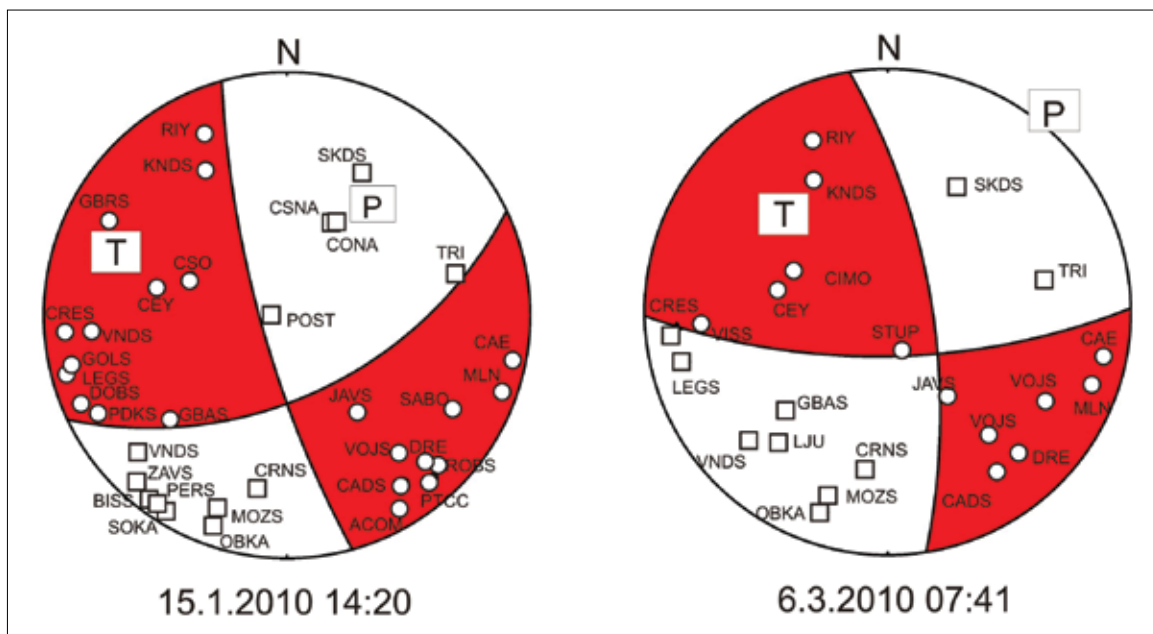 N
RIY
KNDS
SKDS
GBRS
CSNA
P
CONA
T
CSO
TRI
CEY
CRES
VNDS
POST
GOLS
LEGS
DOBS
PDKS
GBAS
JAVS
SABO
CAE
MLN
VNDS
ZAVS
BISS
PERS
SOKA
CRNS
MOZS
OBKA
VOJS
DRE
ROBS
CADS
PTCC
ACOM
15.1.2010 14:20
N
P
RIY
KNDS
SKDS
T
CIMO
CEY
TRI
CRES
VISS
STUP
LEGS
JAVS
CAE
VOJS
MLN
GBAS
VNDS
LJU
VOJS
DRE
CRNS
MOZS
CADS
OBKA
6.3.2010 07:41